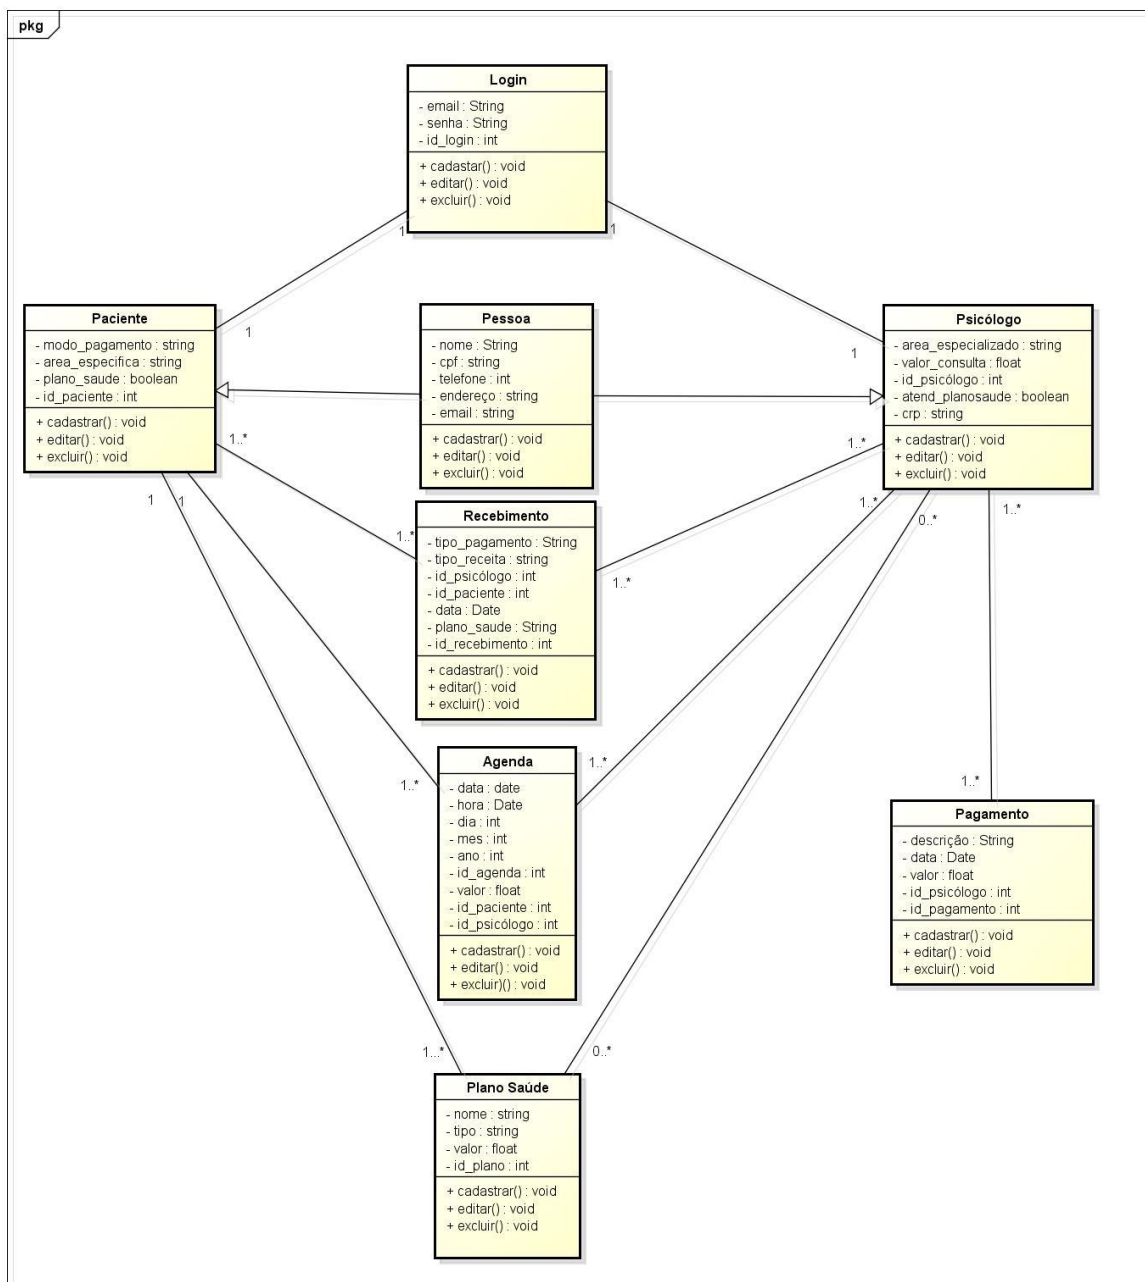 pkg
Login
- email : String
- senha : String
- id_login : int
+ cadastar() : void
+ editar() : void
+ excluir() : void
1
1
1
1
Paciente
- modo_pagamento : string
- area_especifica : string
- plano_saude : boolean
- id_paciente : int
+ cadastrar() : void
+ editar() : void
+ excluir() : void
Pessoa
- nome : String
- cpf : string
- telefone : int
- endereço : string
- email : string
+ cadastrar() : void
+ editar() : void
+ excluir() : void
Psicólogo
- area_especializado : string
- valor_consulta : float
- id_psicólogo : int
- atend_planosaude : boolean
- crp : string
+ cadastrar() : void
+ editar() : void
+ excluir() : void
1..*
1..*
1
1
1..*
0..*
1..*
Recebimento
- tipo_pagamento : String
- tipo_receita : string
- id_psicólogo : int
- id_paciente : int
- data : Date
- plano_saude : String
- id_recebimento : int
+ cadastrar() : void
+ editar() : void
+ excluir() : void
1..*
1..*
Agenda
- data : date
- hora : Date
- dia : int
- mes : int
- ano : int
- id_agenda : int
- valor : float
- id_paciente : int
- id_psicólogo : int
+ cadastrar() : void
+ editar() : void
+ excluir)() : void
1..*
1..*
1..*
Pagamento
- descrição : String
- data : Date
- valor : float
- id_psicólogo : int
- id_pagamento : int
+ cadastrar() : void
+ editar() : void
+ excluir() : void
1...*
0..*
Plano Saúde
- nome : string
- tipo : string
- valor : float
- id_plano : int
+ cadastrar() : void
+ editar() : void
+ excluir() : void